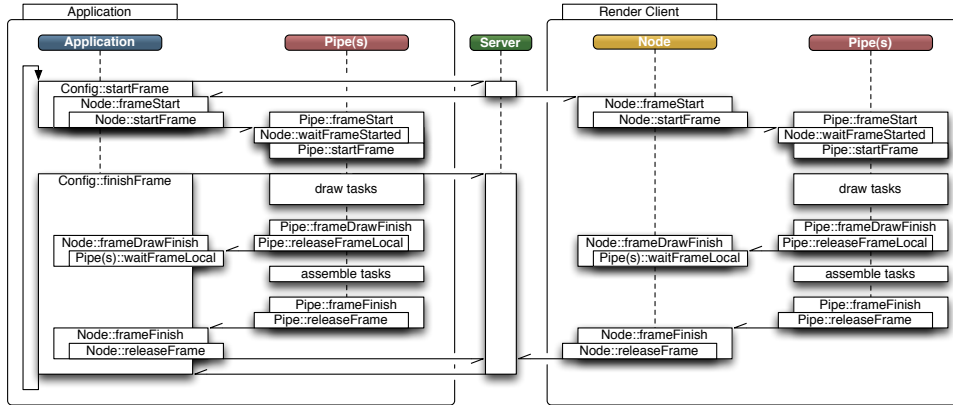 Application
Render Client
Application
Pipe(s)
Server
Node
Pipe(s)
Config::startFrame
Node::frameStart
Node::startFrame
Pipe::frameStart
Node::waitFrameStarted
Pipe::startFrame
Node::frameStart
Node::startFrame
Pipe::frameStart
Node::waitFrameStarted
Pipe::startFrame
Config::finishFrame
draw tasks
draw tasks
Pipe::frameDrawFinish
Pipe::releaseFrameLocal
Node::frameDrawFinish
Pipe(s)::waitFrameLocal
Node::frameDrawFinish
Pipe(s)::waitFrameLocal
Pipe::frameDrawFinish
Pipe::releaseFrameLocal
assemble tasks
assemble tasks
Pipe::frameFinish
Pipe::releaseFrame
Pipe::frameFinish
Pipe::releaseFrame
Node::frameFinish
Node::releaseFrame
Node::frameFinish
Node::releaseFrame